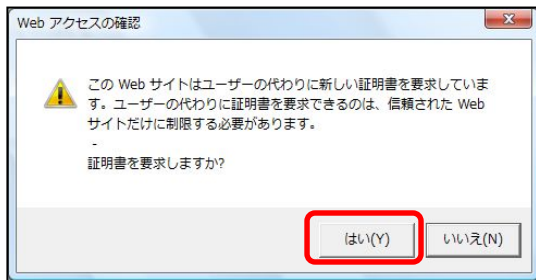 Web アクセスの確認
この Web サイトはユーザーの代わりに新しい証明書を要求していま
す。ユーザーの代わりに証明書を要求できるのは、信頼された Web
サイトだけに制限する必要があります。
-
証明書を要求しますか?
はい(Y)
いいえ(N)